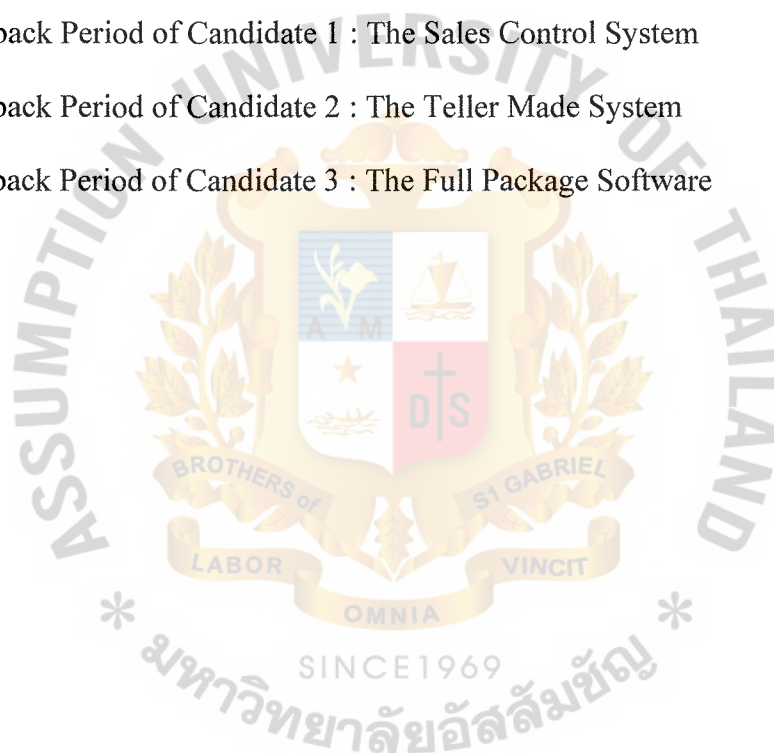 back Period of Candidate 1 : The Sales Control System
back Period of Candidate 2 : The Teller Made System
back Period of Candidate 3 : The Full Package Software
ASSUMPTION UNIVERSITY OF THAILAND
A M
D S
BROTHERS of ST GABRIEL
LABOR VINCIT
OMNIA
* SINCE1969 *
มหาวิทยาลัยอัสสัมชัญ